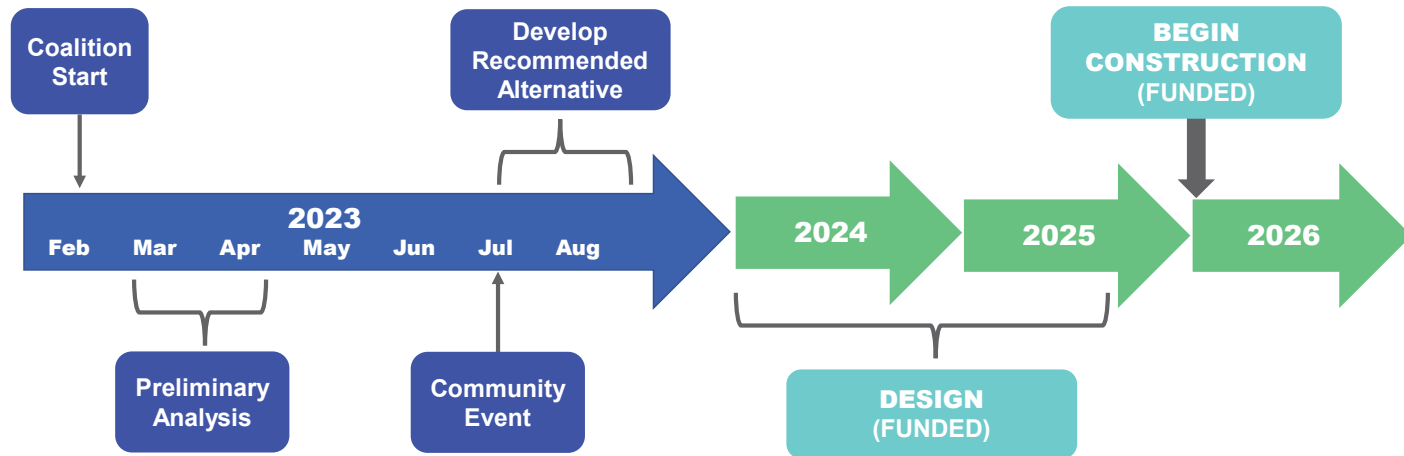 Coalition
Start
Develop
Recommended
Alternative
BEGIN
CONSTRUCTION
(FUNDED)
2023
Feb Mar Apr May Jun Jul Aug
2024
2025
2026
Preliminary
Analysis
Community
Event
DESIGN
(FUNDED)